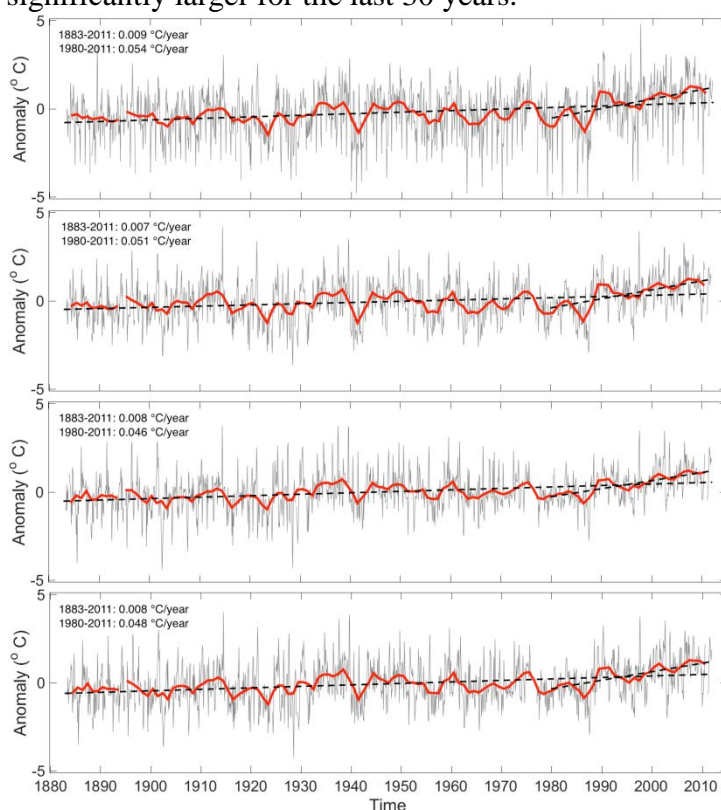 significantly larger for the last 30 years.
1883-2011: 0.009 °C/year
1980-2011: 0.054 °C/year
5
0
-5
Anomaly (° C)
1883-2011: 0.007 °C/year
1980-2011: 0.051 °C/year
5
0
-5
Anomaly (° C)
1883-2011: 0.008 °C/year
1980-2011: 0.046 °C/year
5
0
-5
Anomaly (° C)
1883-2011: 0.008 °C/year
1980-2011: 0.048 °C/year
5
0
-5
Anomaly (° C)
1880 1890 1900 1910 1920 1930 1940 1950 1960 1970 1980 1990 2000 2010
Time